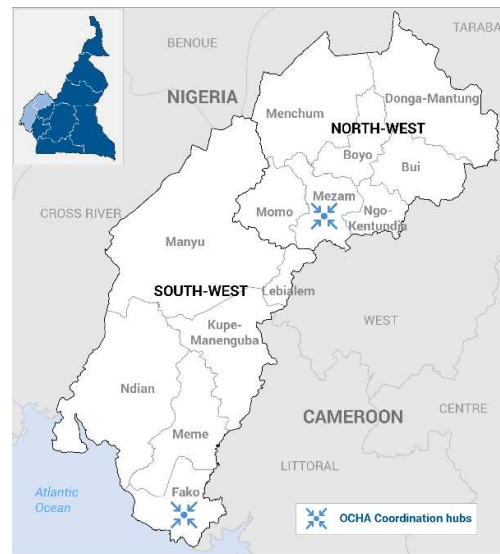 TARABA
BENOUE
NIGERIA
Donga-Mantung
Menchum
NORTH-WEST
Boyo
Bui
Mezam
CROSS RIVER
Momo
Ngo-
Kentundjia
Manyu
SOUTH-WEST
Lebialem
Kupe-
Manenguba
WEST
Ndian
CAMEROON
CENTRE
Meme
LITTORAL
Atlantic
Ocean
Fako
OCHA Coordination hubs